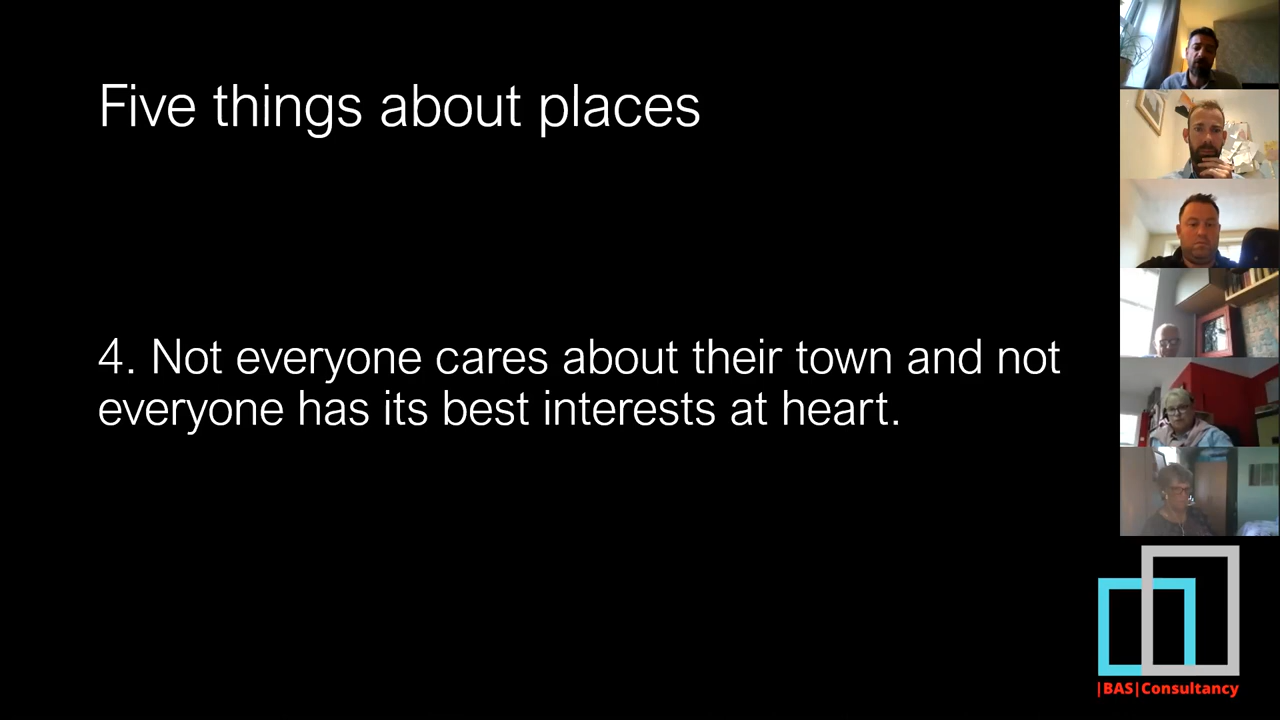 Five things about places
4. Not everyone cares about their town and not
everyone has its best interests at heart.
|BAS|Consultancy